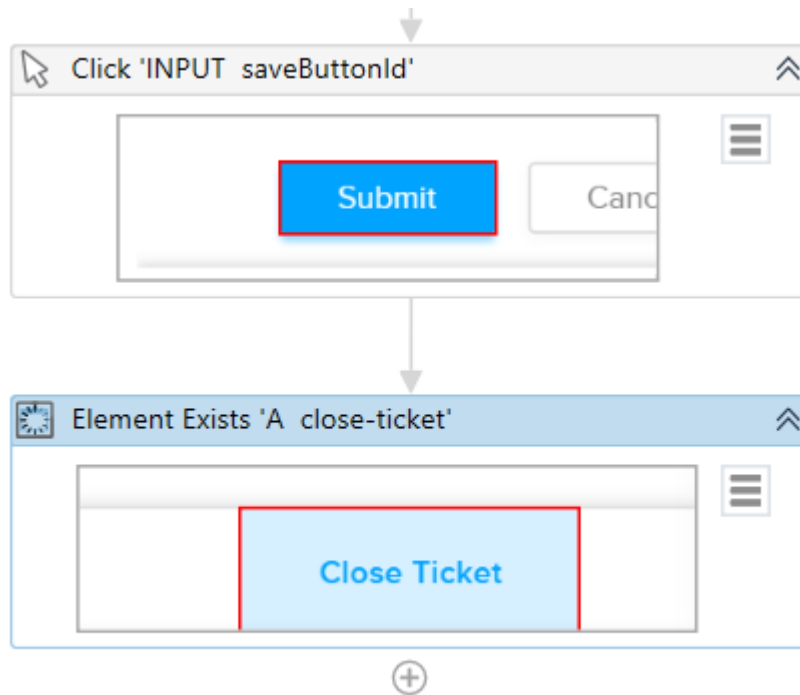 Click 'INPUT  saveButtonId'
Submit
Canc
Element Exists 'A  close-ticket'
Close Ticket